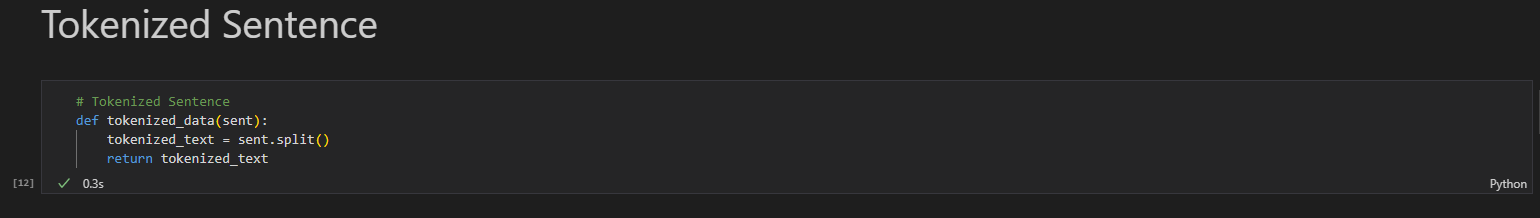 Tokenized Sentence
# Tokenized Sentence
def tokenized_data(sent):
    tokenized_text = sent.split()
    return tokenized_text
[12] ✓ 0.3s Python